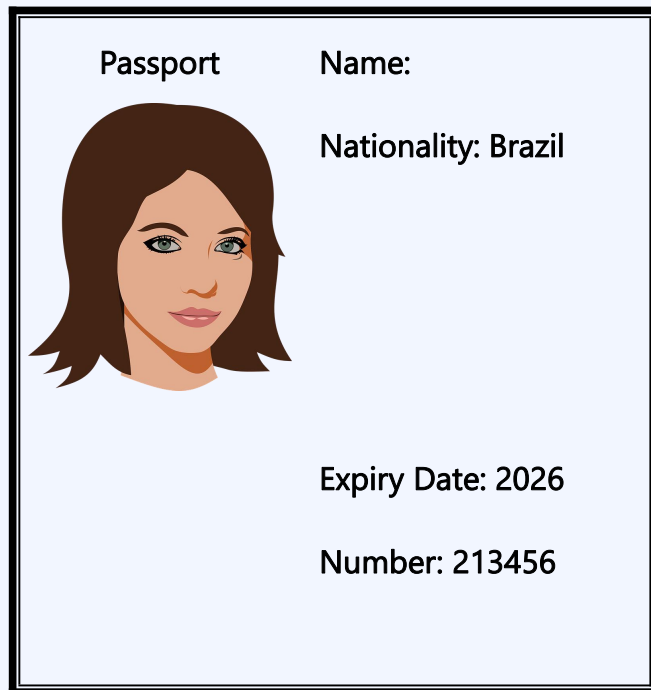 Passport
Name:
Nationality: Brazil
Expiry Date: 2026
Number: 213456